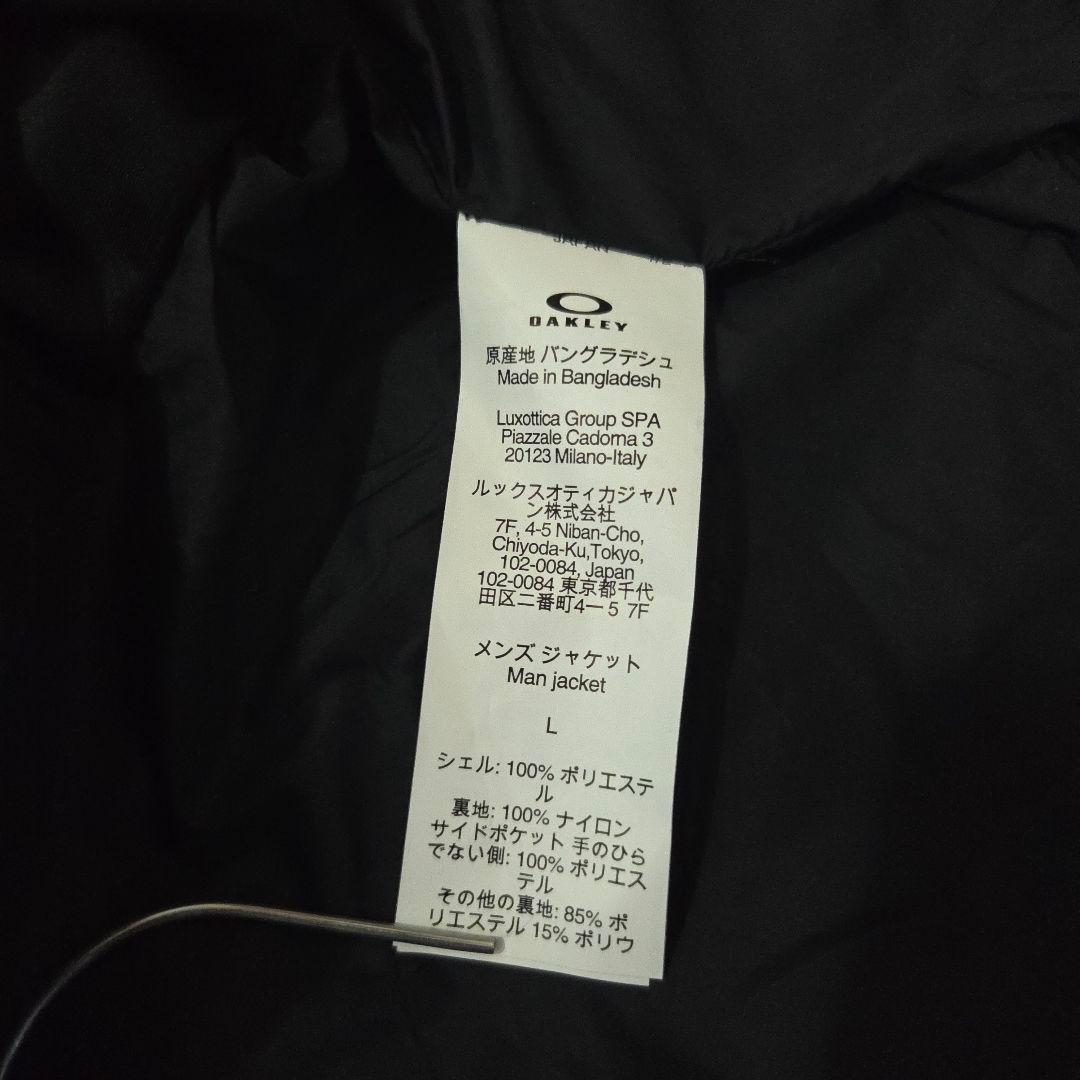 JAPAN
OAKLEY
原産地 バングラデシュ
Made in Bangladesh
Luxottica Group SPA
Piazzale Cadorna 3
20123 Milano-Italy
ルックスオティカジャパ
ン株式会社
7F, 4-5 Niban-Cho,
Chiyoda-Ku,Tokyo,
102-0084, Japan
102-0084 東京都千代
田区二番町4ー5 7F
メンズ ジャケット
Man jacket
L
シェル: 100% ポリエステ
ル
裏地: 100% ナイロン
サイドポケット 手のひら
でない側: 100% ポリエス
テル
その他の裏地: 85% ポ
リエステル 15% ポリウ